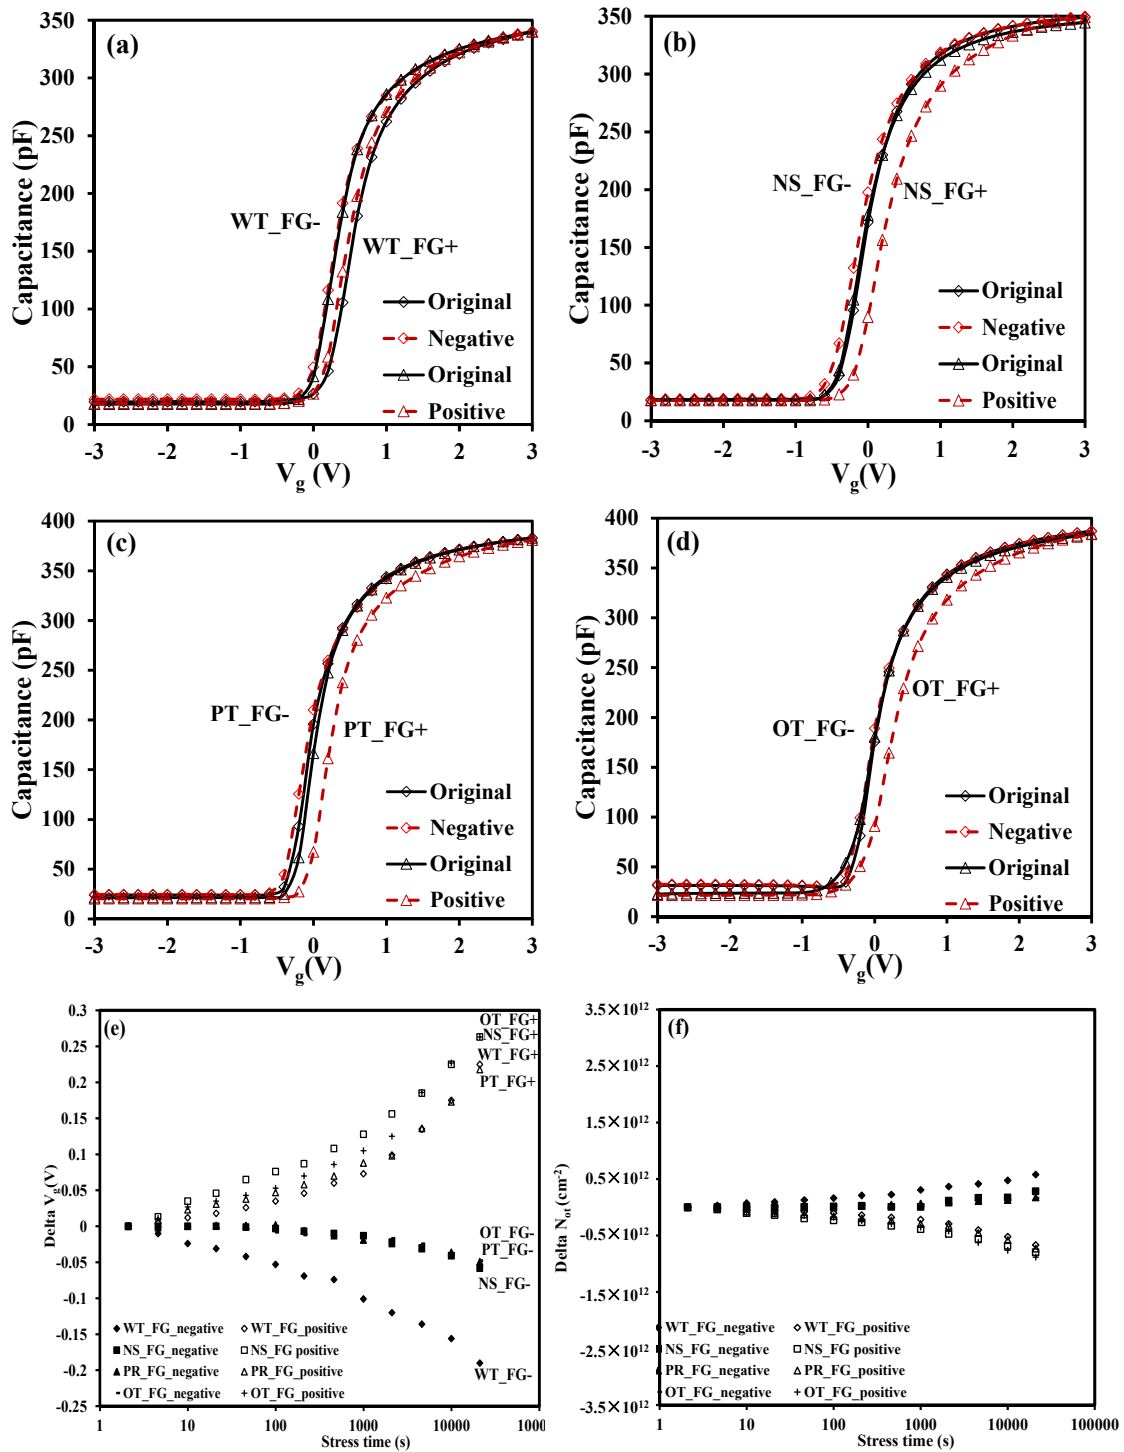 (a)
Capacitance (pF)
350
300
250
200
150
100
50
0
WT_FG-
WT_FG+
Original
Negative
Original
Positive
-3 -2 -1 0 1 2 3
Vg (V)
(b)
Capacitance (pF)
350
300
250
200
150
100
50
0
NS_FG-
NS_FG+
Original
Negative
Original
Positive
-3 -2 -1 0 1 2 3
Vg(V)
(c)
Capacitance (pF)
400
350
300
250
200
150
100
50
0
PT_FG-
PT_FG+
Original
Negative
Original
Positive
-3 -2 -1 0 1 2 3
Vg(V)
(d)
Capacitance (pF)
400
350
300
250
200
150
100
50
0
OT_FG+
OT_FG-
Original
Negative
Original
Positive
-3 -2 -1 0 1 2 3
Vg(V)
(e)
Delta Vg(V)
0.3
0.25
0.2
0.15
0.1
0.05
0
-0.05
-0.1
-0.15
-0.2
-0.25
OT_FG+
NS_FG+
WT_FG+
PT_FG+
OT_FG-
PT_FG-
NS_FG-
WT_FG-
WT_FG_negative WT_FG_positive
NS_FG_negative NS_FG positive
PR_FG_negative PR_FG_positive
OT_FG_negative OT_FG_positive
1 10 100 1000 10000 100000
Stress time (s)
(f)
Delta Not (cm-2)
3.5×10¹²
2.5×10¹²
1.5×10¹²
0.5×10¹²
-0.5×10¹²
-1.5×10¹²
-2.5×10¹²
-3.5×10¹²
WT_FG_negative WT_FG_positive
NS_FG_negative NS_FG positive
PR_FG_negative PR_FG_positive
OT_FG_negative OT_FG_positive
1 10 100 1000 10000 100000
Stress time (s)